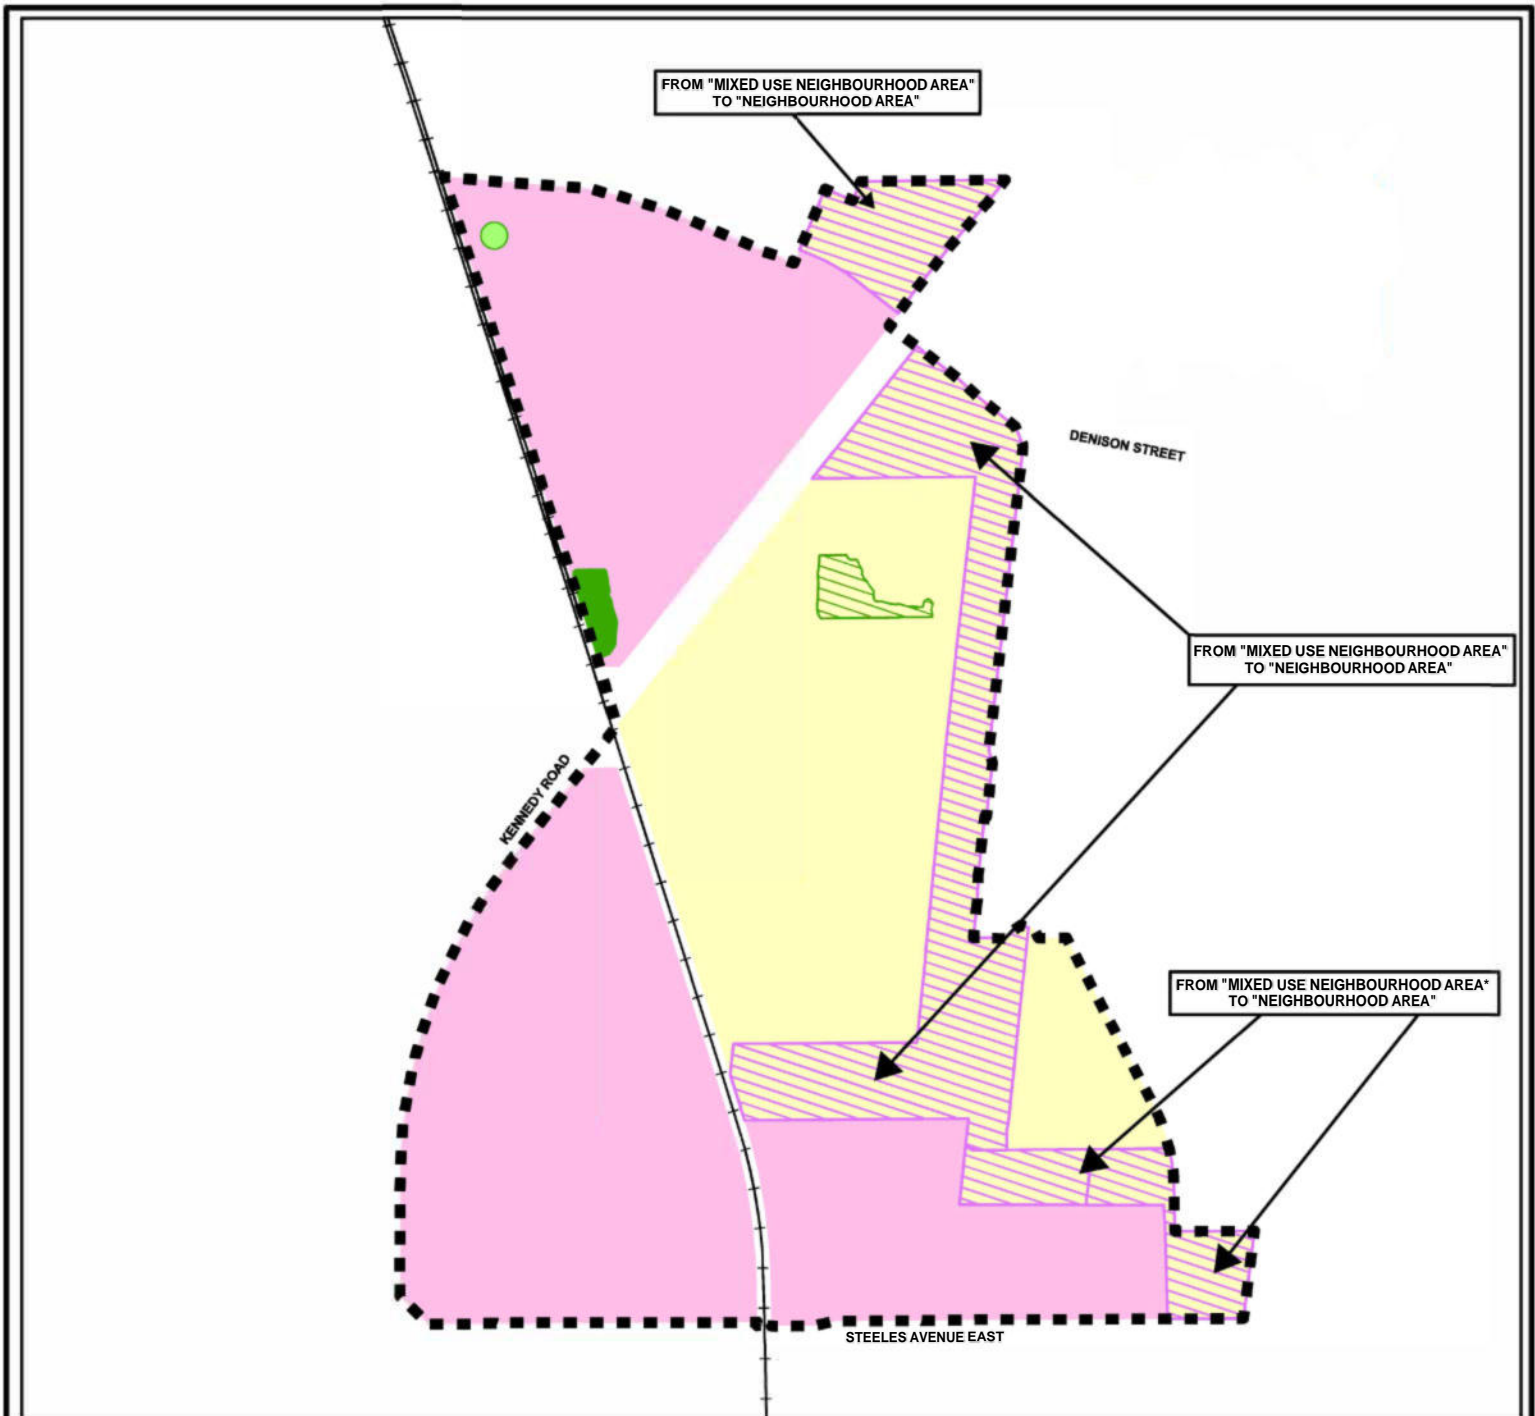 FROM "MIXED USE NEIGHBOURHOOD AREA"
TO "NEIGHBOURHOOD AREA"
DENISON STREET
FROM "MIXED USE NEIGHBOURHOOD AREA"
TO "NEIGHBOURHOOD AREA"
KENNEDY ROAD
FROM "MIXED USE NEIGHBOURHOOD AREA*
TO "NEIGHBOURHOOD AREA"
STEELES AVENUE EAST